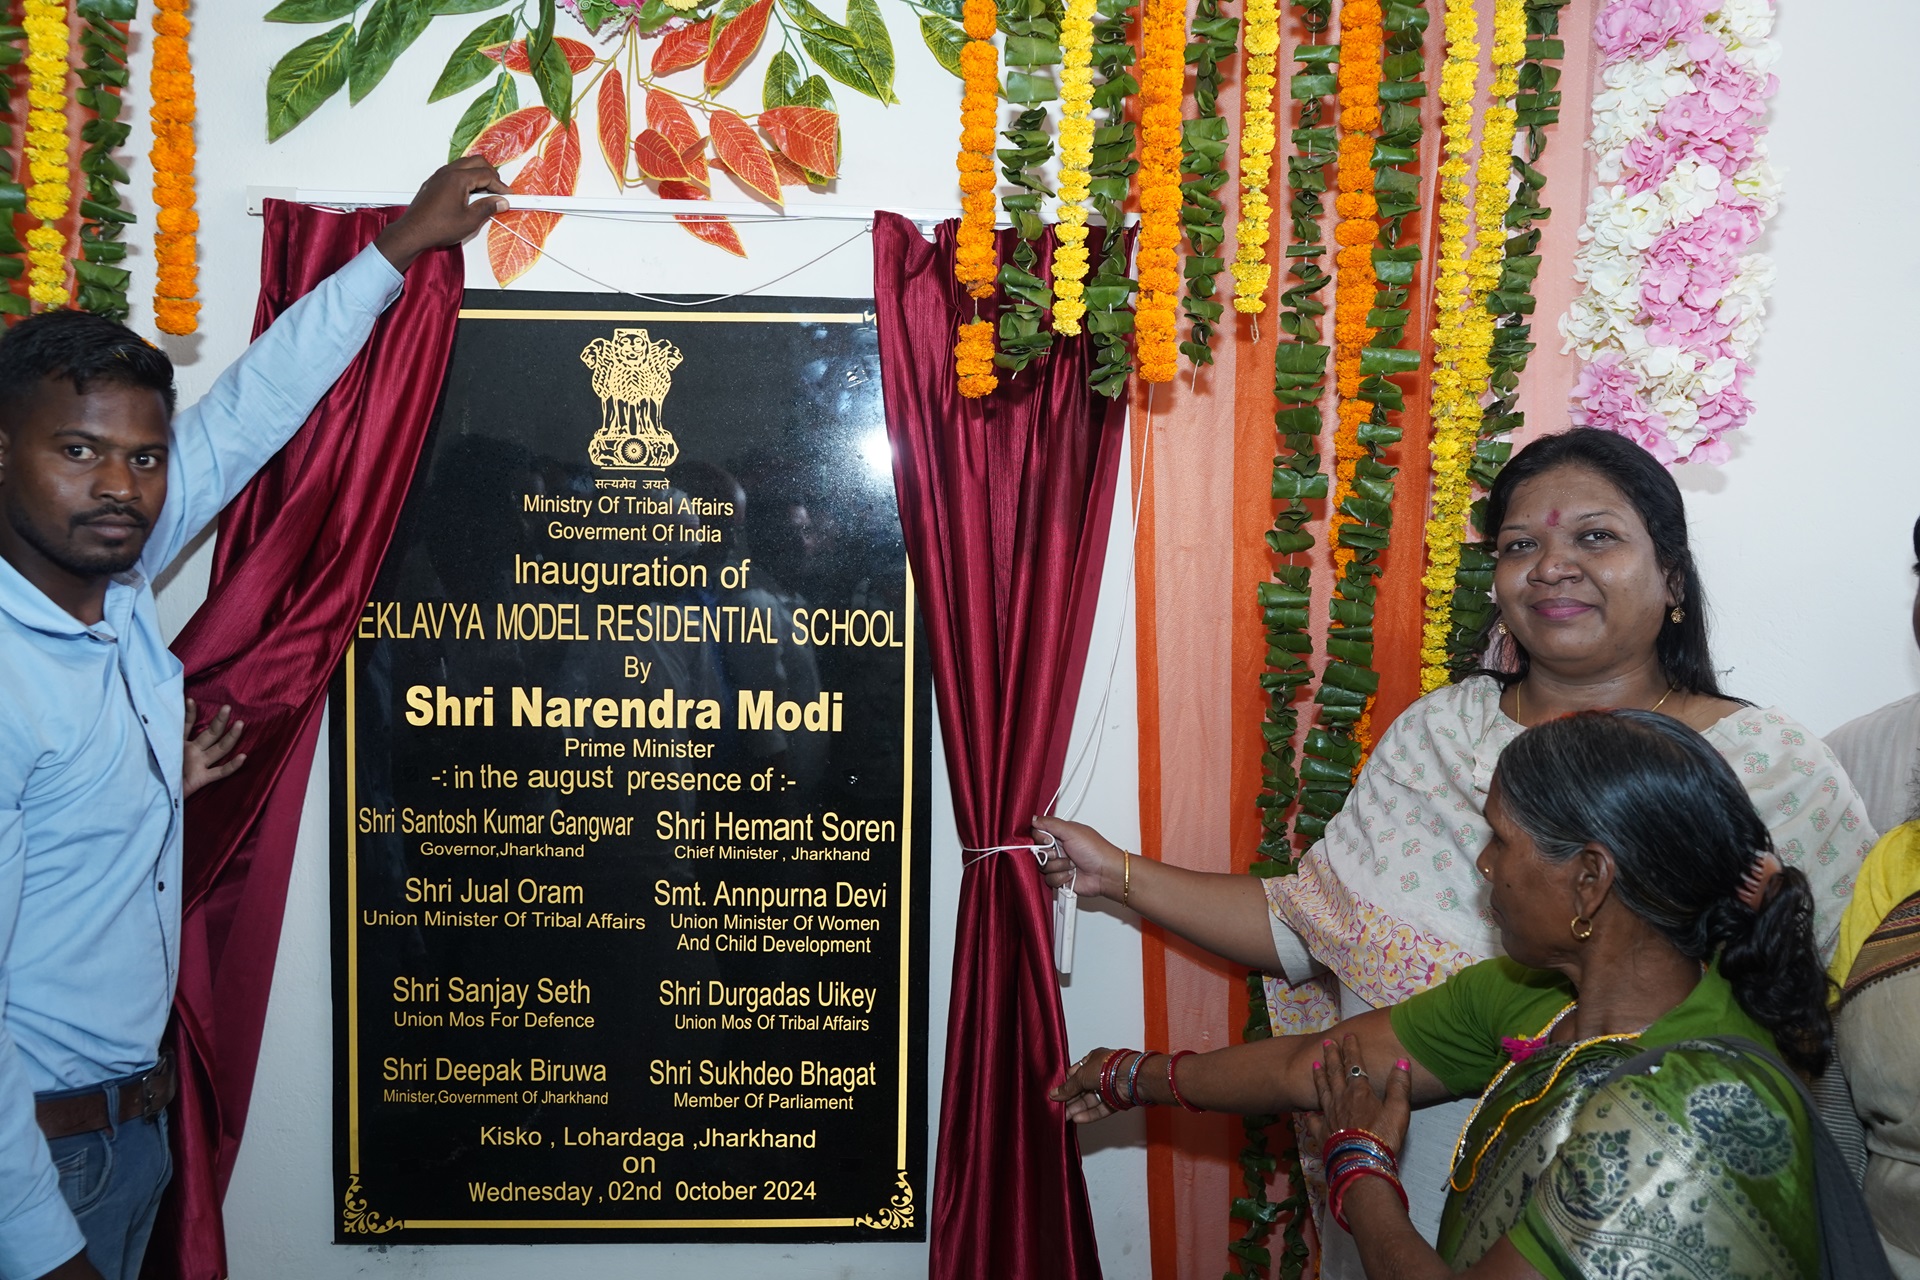 सत्यमेव जयते
Ministry Of Tribal Affairs
Goverment Of India
Inauguration of
EKLAVYA MODEL RESIDENTIAL SCHOOL
By
Shri Narendra Modi
Prime Minister
-: in the august presence of :-
Shri Santosh Kumar Gangwar
Governor,Jharkhand
Shri Hemant Soren
Chief Minister , Jharkhand
Shri Jual Oram
Union Minister Of Tribal Affairs
Smt. Annpurna Devi
Union Minister Of Women
And Child Development
Shri Sanjay Seth
Union Mos For Defence
Shri Durgadas Uikey
Union Mos Of Tribal Affairs
Shri Deepak Biruwa
Minister,Government Of Jharkhand
Shri Sukhdeo Bhagat
Member Of Parliament
Kisko , Lohardaga ,Jharkhand
on
Wednesday , 02nd October 2024